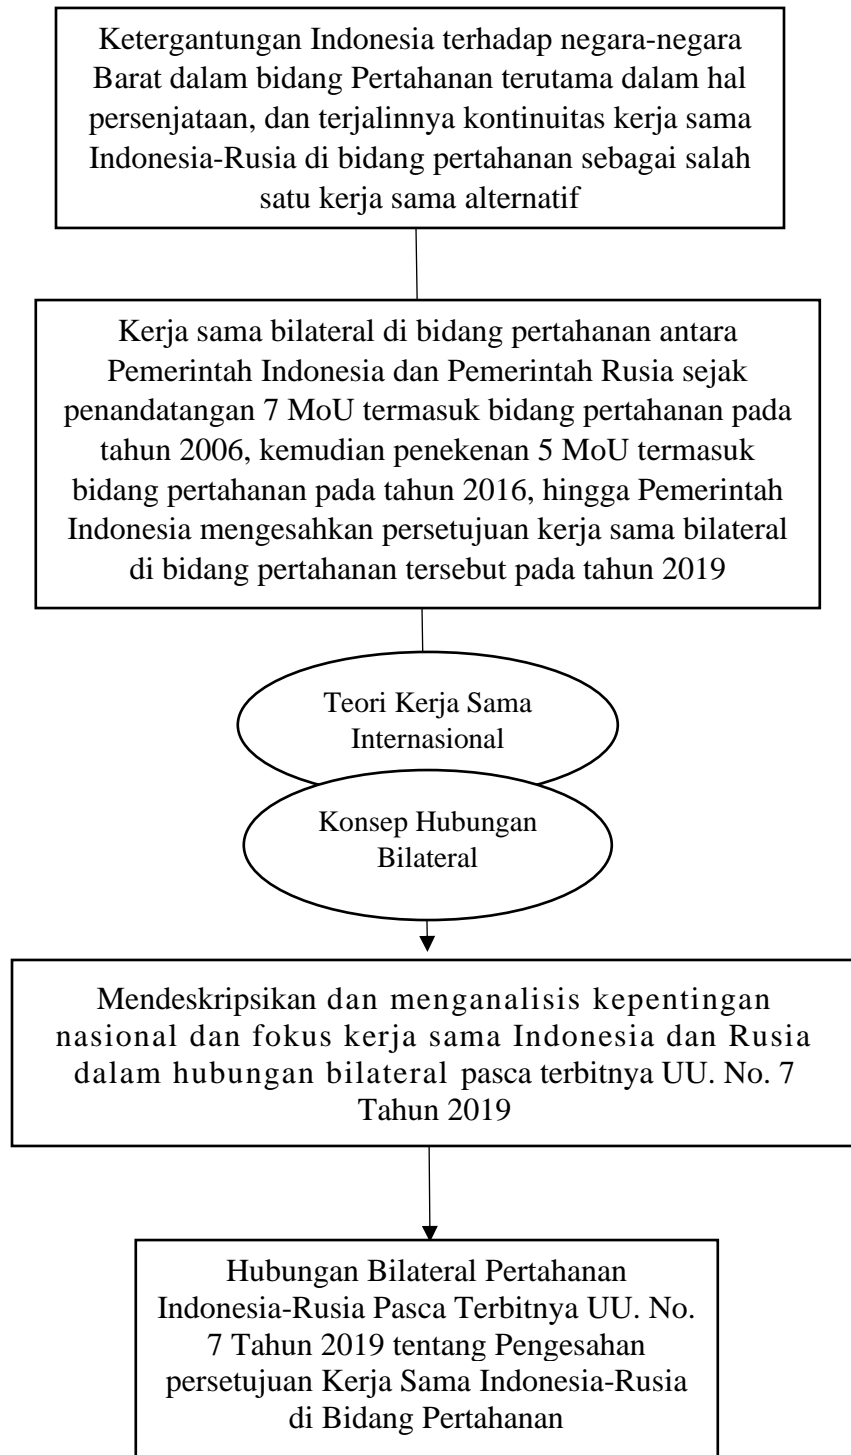 Ketergantungan Indonesia terhadap negara-negara
Barat dalam bidang Pertahanan terutama dalam hal
persenjataan, dan terjalinnya kontinuitas kerja sama
Indonesia-Rusia di bidang pertahanan sebagai salah
satu kerja sama alternatif
Kerja sama bilateral di bidang pertahanan antara
Pemerintah Indonesia dan Pemerintah Rusia sejak
penandatangan 7 MoU termasuk bidang pertahanan pada
tahun 2006, kemudian penekenan 5 MoU termasuk
bidang pertahanan pada tahun 2016, hingga Pemerintah
Indonesia mengesahkan persetujuan kerja sama bilateral
di bidang pertahanan tersebut pada tahun 2019
Teori Kerja Sama
Internasional
Konsep Hubungan
Bilateral
Mendeskripsikan dan menganalisis kepentingan
nasional dan fokus kerja sama Indonesia dan Rusia
dalam hubungan bilateral pasca terbitnya UU. No. 7
Tahun 2019
Hubungan Bilateral Pertahanan
Indonesia-Rusia Pasca Terbitnya UU. No.
7 Tahun 2019 tentang Pengesahan
persetujuan Kerja Sama Indonesia-Rusia
di Bidang Pertahanan